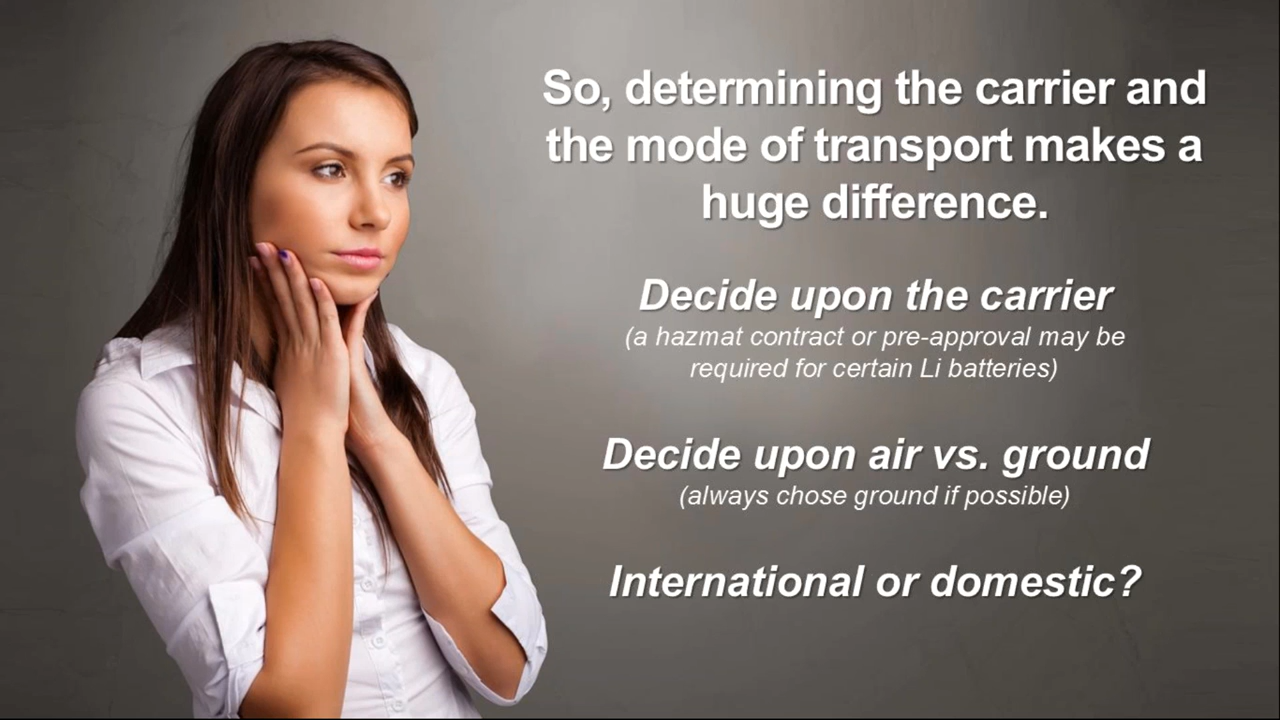 So, determining the carrier and
the mode of transport makes a
huge difference.
Decide upon the carrier
(a hazmat contract or pre-approval may be
required for certain Li batteries)
Decide upon air vs. ground
(always chose ground if possible)
International or domestic?